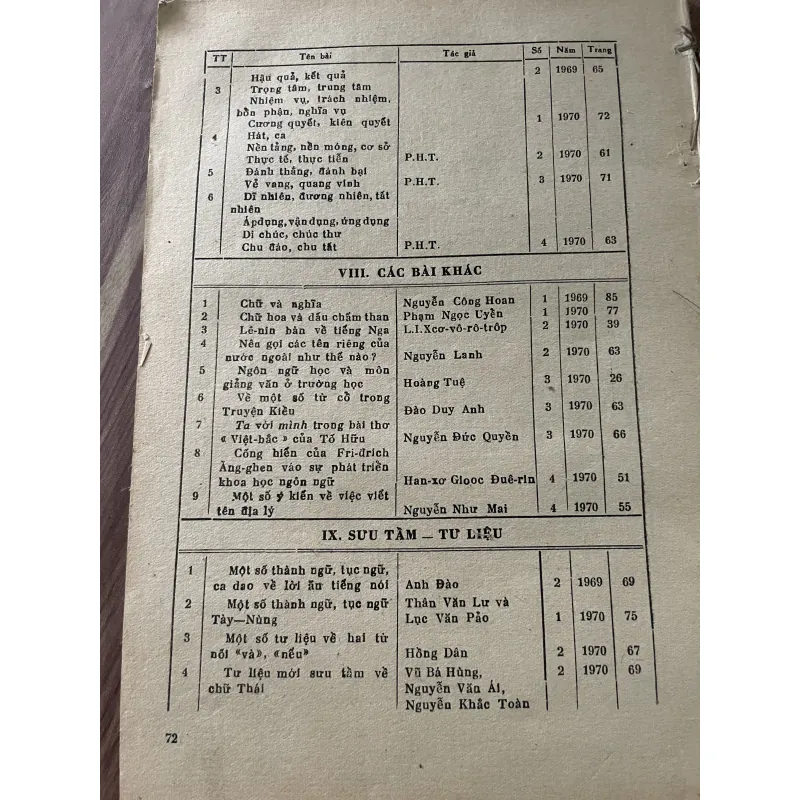 TT Tên bài Tác giả Số Năm Trang
Hậu quả, kết quả 2 1969 65
3 Trọng tâm, trung tâm
Nhiệm vụ, trách nhiệm,
bổn phận, nghĩa vụ
Cương quyết, kiên quyết 1 1970 72
4 Hát, ca
Nền tảng, nền móng, cơ sở
Thực tế, thực tiễn P.H.T. 2 1970 61
5 Đánh thắng, đánh bại
Vẻ vang, quang vinh P.H.T. 3 1970 71
6 Dĩ nhiên, đương nhiên, tất
nhiên
Áp dụng, vận dụng, ứng dụng
Di chúc, chúc thư
Chu đáo, chu tất P.H.T. 4 1970 63
VIII. CÁC BÀI KHÁC
1 Chữ và nghĩa Nguyễn Công Hoan 1 1969 85
2 Chữ hoa và dấu chấm than Phạm Ngọc Uyển 1 1970 77
3 Lê-nin bàn về tiếng Nga L.I.Xcơ-vô-rô-trôp 2 1970 39
4 Nên gọi các tên riêng của
nước ngoài như thế nào? Nguyễn Lanh 2 1970 63
5 Ngôn ngữ học và môn
giảng văn ở trường học Hoàng Tuệ 3 1970 26
6 Về một số từ cổ trong
Truyện Kiều Đào Duy Anh 3 1970 63
7 Ta với mình trong bài thơ
« Việt-bắc » của Tố Hữu Nguyễn Đức Quyền 3 1970 66
8 Cống hiến của Fri-đrich
Ăng-ghen vào sự phát triển
khoa học ngôn ngữ Han-xơ Giooc Đuê-rin 4 1970 51
9 Một số ý kiến về việc viết
tên địa lý Nguyễn Như Mai 4 1970 55
IX. SƯU TẦM — TƯ LIỆU
1 Một số thành ngữ, tục ngữ,
ca dao về lời ăn tiếng nói Anh Đào 2 1969 69
2 Một số thành ngữ, tục ngữ Thân Văn Lư và
Tày—Nùng Lục Văn Pảo 1 1970 75
3 Một số tư liệu về hai từ
nối «và», «nếu» Hồng Dân 2 1970 67
4 Tư liệu mới sưu tầm về Vũ Bá Hùng, 2 1970 69
chữ Thái Nguyễn Văn Ái,
Nguyễn Khắc Toàn
72